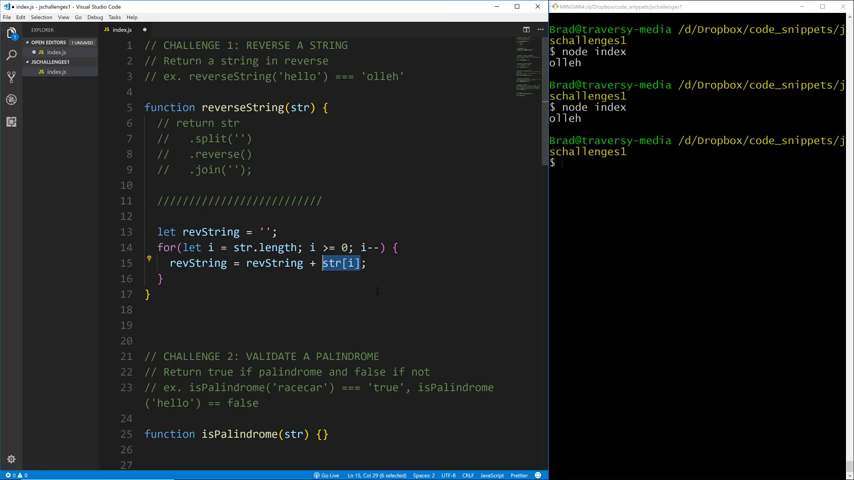 index.js - jschallenges1 - Visual Studio Code
File Edit Selection View Go Debug Tasks Help
EXPLORER
OPEN EDITORS 1 UNSAVED
index.js
JSCHALLENGES1
index.js
index.js
1 // CHALLENGE 1: REVERSE A STRING
2 // Return a string in reverse
3 // ex. reverseString('hello') === 'olleh'
4
5 function reverseString(str) {
6 // return str
7 //   .split('')
8 //   .reverse()
9 //   .join('');
10
11 //////////////////////////
12
13 let revString = '';
14 for(let i = str.length; i >= 0; i--) {
15 revString = revString + str[i];
16 }
17 }
18
19
20
21 // CHALLENGE 2: VALIDATE A PALINDROME
22 // Return true if palindrome and false if not
23 // ex. isPalindrome('racecar') === 'true', isPalindrome
('hello') == false
24
25 function isPalindrome(str) {}
26
27
0 0
Go Live Ln 15, Col 29 (6 selected) Spaces: 2 UTF-8 CRLF JavaScript Prettier
MINGW64:/d/Dropbox/code_snippets/jschallenges1
Brad@traversy-media /d/Dropbox/code_snippets/j
schallenges1
$ node index
olleh
Brad@traversy-media /d/Dropbox/code_snippets/j
schallenges1
$ node index
olleh
Brad@traversy-media /d/Dropbox/code_snippets/j
schallenges1
$